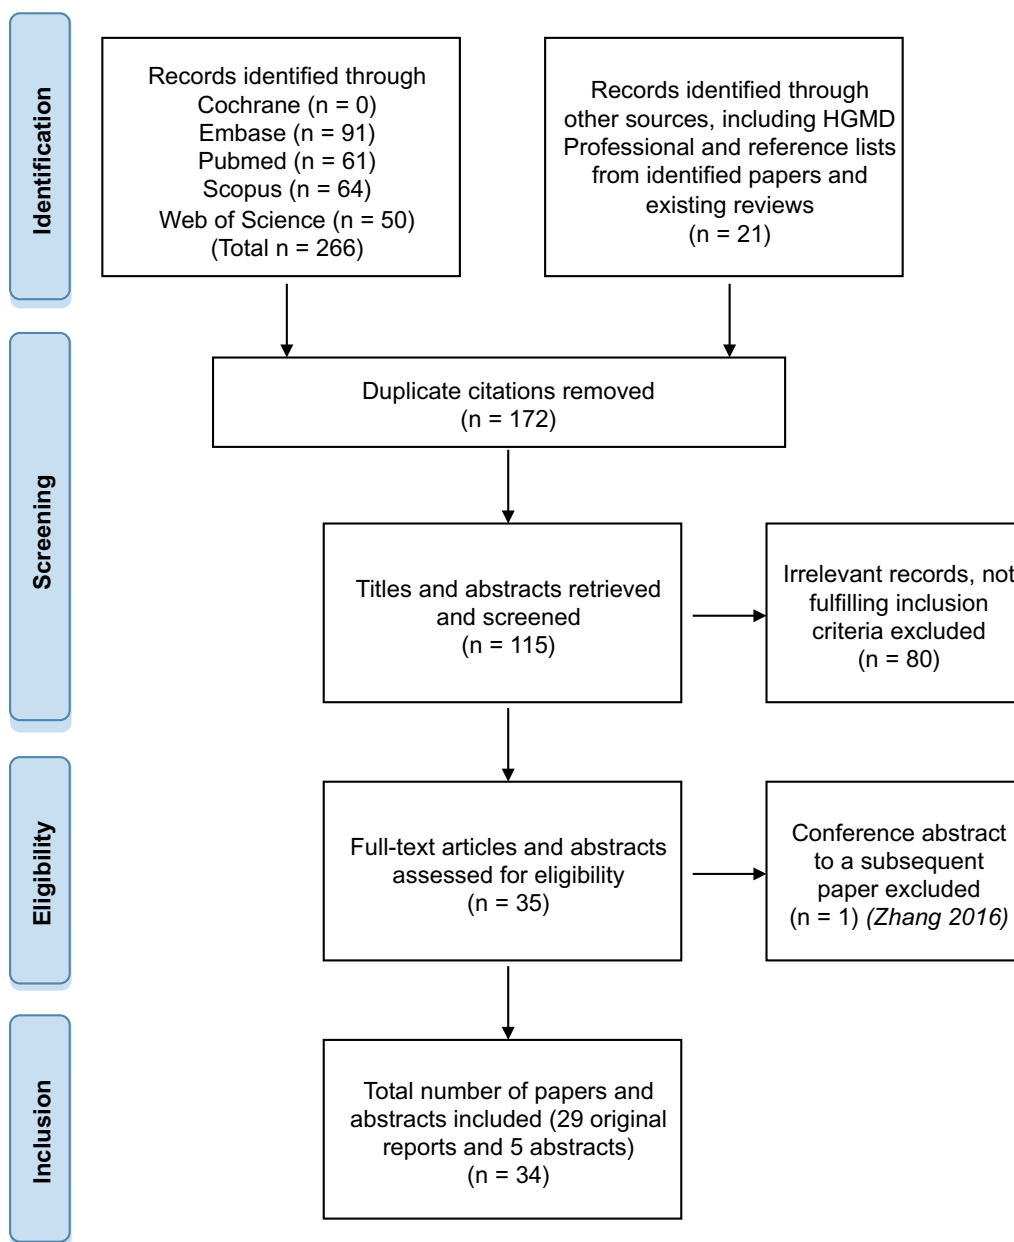 Identification
Records identified through
Cochrane (n = 0)
Embase (n = 91)
Pubmed (n = 61)
Scopus (n = 64)
Web of Science (n = 50)
(Total n = 266)
Records identified through
other sources, including HGMD
Professional and reference lists
from identified papers and
existing reviews
(n = 21)
Screening
Duplicate citations removed
(n = 172)
Titles and abstracts retrieved
and screened
(n = 115)
Irrelevant records, not
fulfilling inclusion
criteria excluded
(n = 80)
Eligibility
Full-text articles and abstracts
assessed for eligibility
(n = 35)
Conference abstract
to a subsequent
paper excluded
(n = 1) (Zhang 2016)
Inclusion
Total number of papers and
abstracts included (29 original
reports and 5 abstracts)
(n = 34)